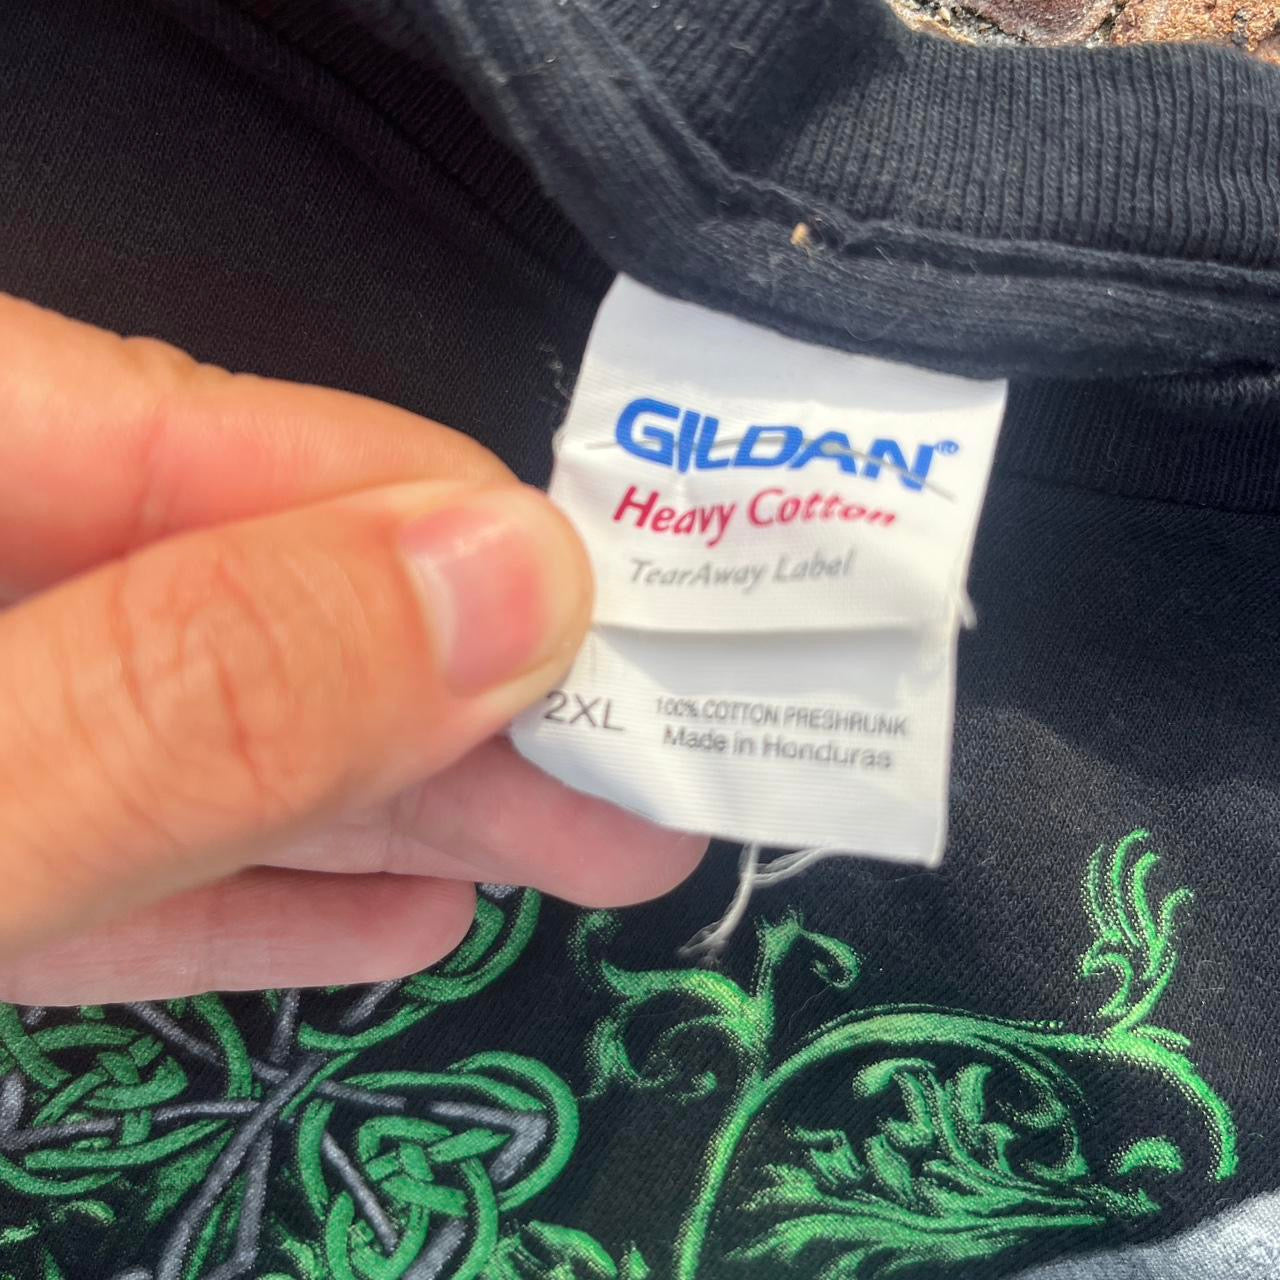 GILDAN®
Heavy Cotton
TearAway Label
2XL 100% COTTON PRESHRUNK
Made in Honduras